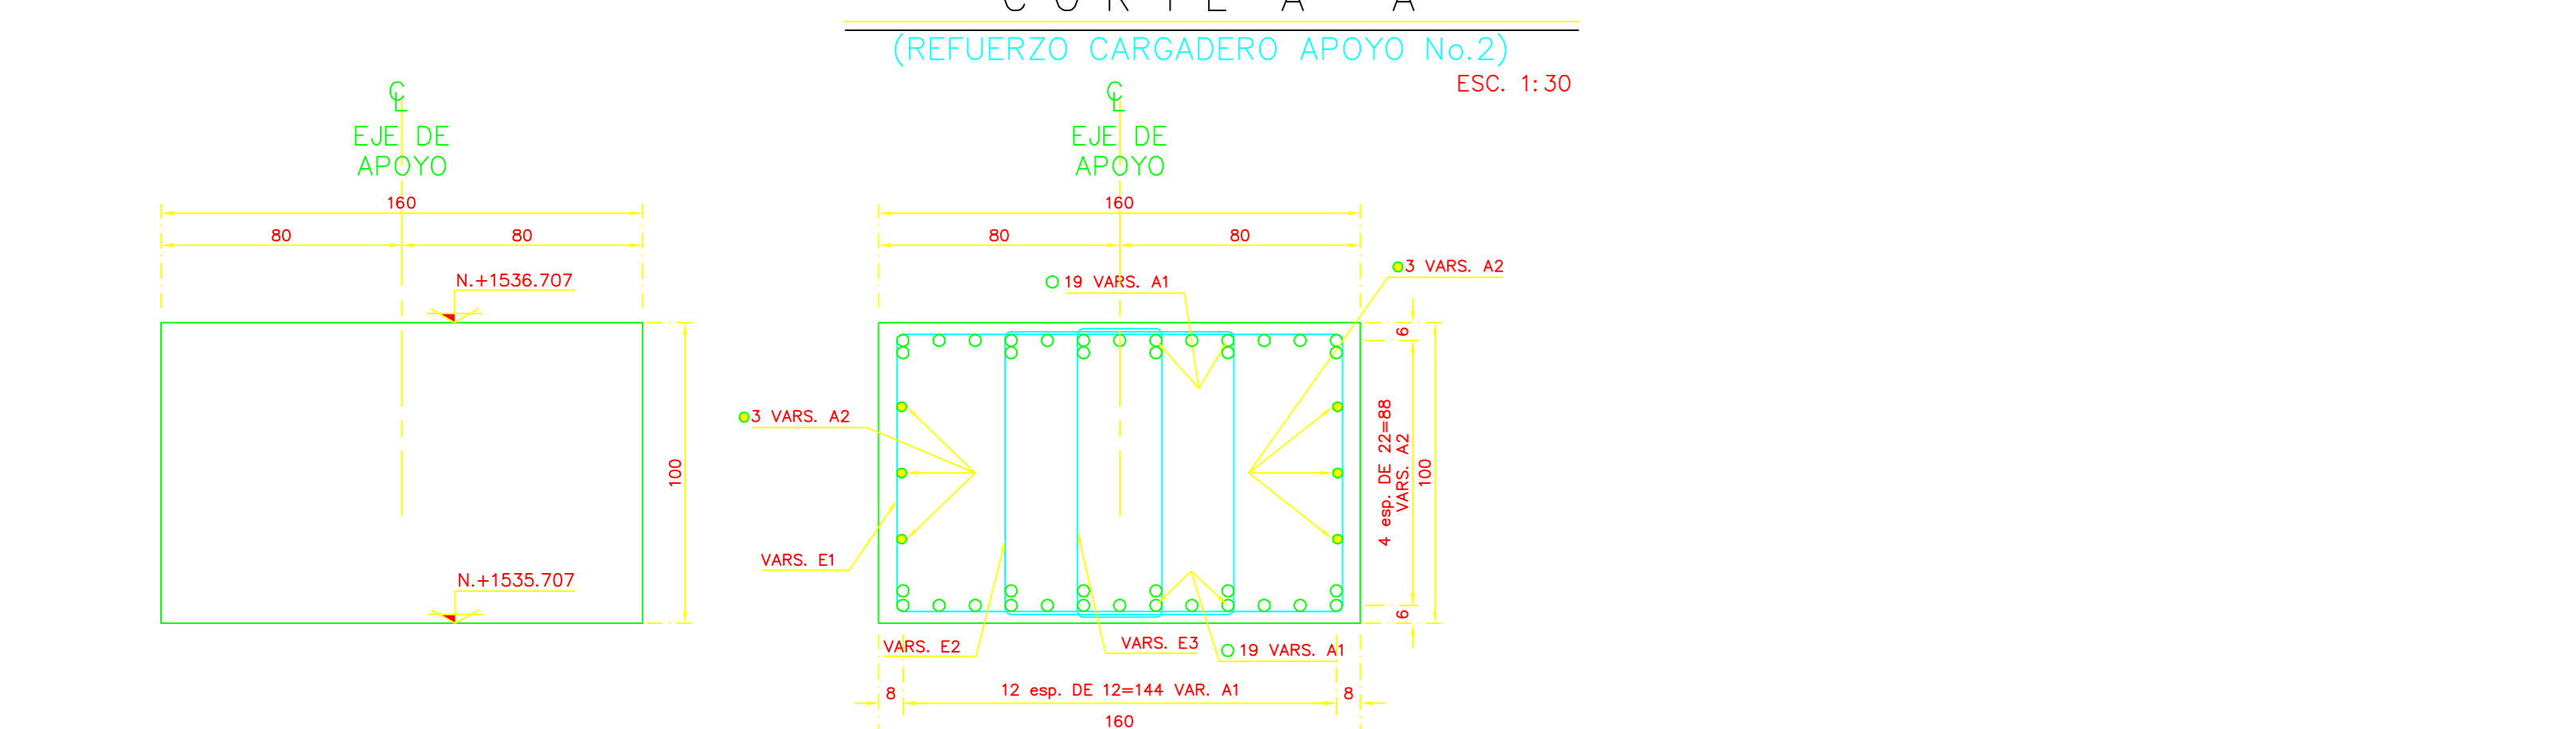 CORTE A A
(REFUERZO CARGADERO APOYO No.2)
ESC. 1:30
℄
EJE DE
APOYO
160
80
80
N.+1536.707
100
N.+1535.707
℄
EJE DE
APOYO
160
80
80
19 VARS. A1
3 VARS. A2
3 VARS. A2
VARS. E1
VARS. E2
VARS. E3
19 VARS. A1
6
4 esp. DE 22=88
VARS. A2
100
6
8
12 esp. DE 12=144 VAR. A1
8
160